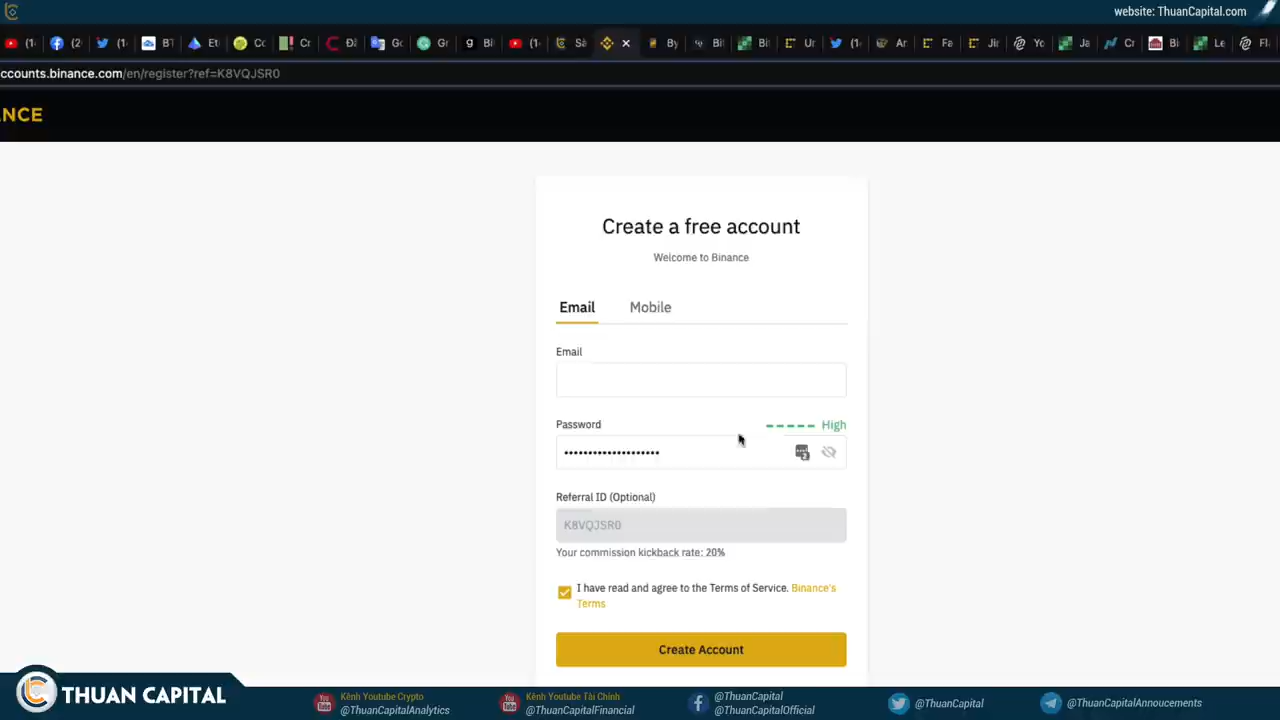 website: ThuanCapital.com
ccounts.binance.com/en/register?ref=K8VQJSR0
NCE
Create a free account
Welcome to Binance
Email
Mobile
Email
Password
High
Referral ID (Optional)
K8VQJSR0
Your commission kickback rate: 20%
I have read and agree to the Terms of Service. Binance's
Terms
Create Account
THUAN CAPITAL
Kênh Youtube Crypto
@ThuanCapitalAnalytics
Kênh Youtube Tài Chính
@ThuanCapitalFinancial
@ThuanCapital
@ThuanCapitalOfficial
@ThuanCapital
@ThuanCapitalAnnoucements